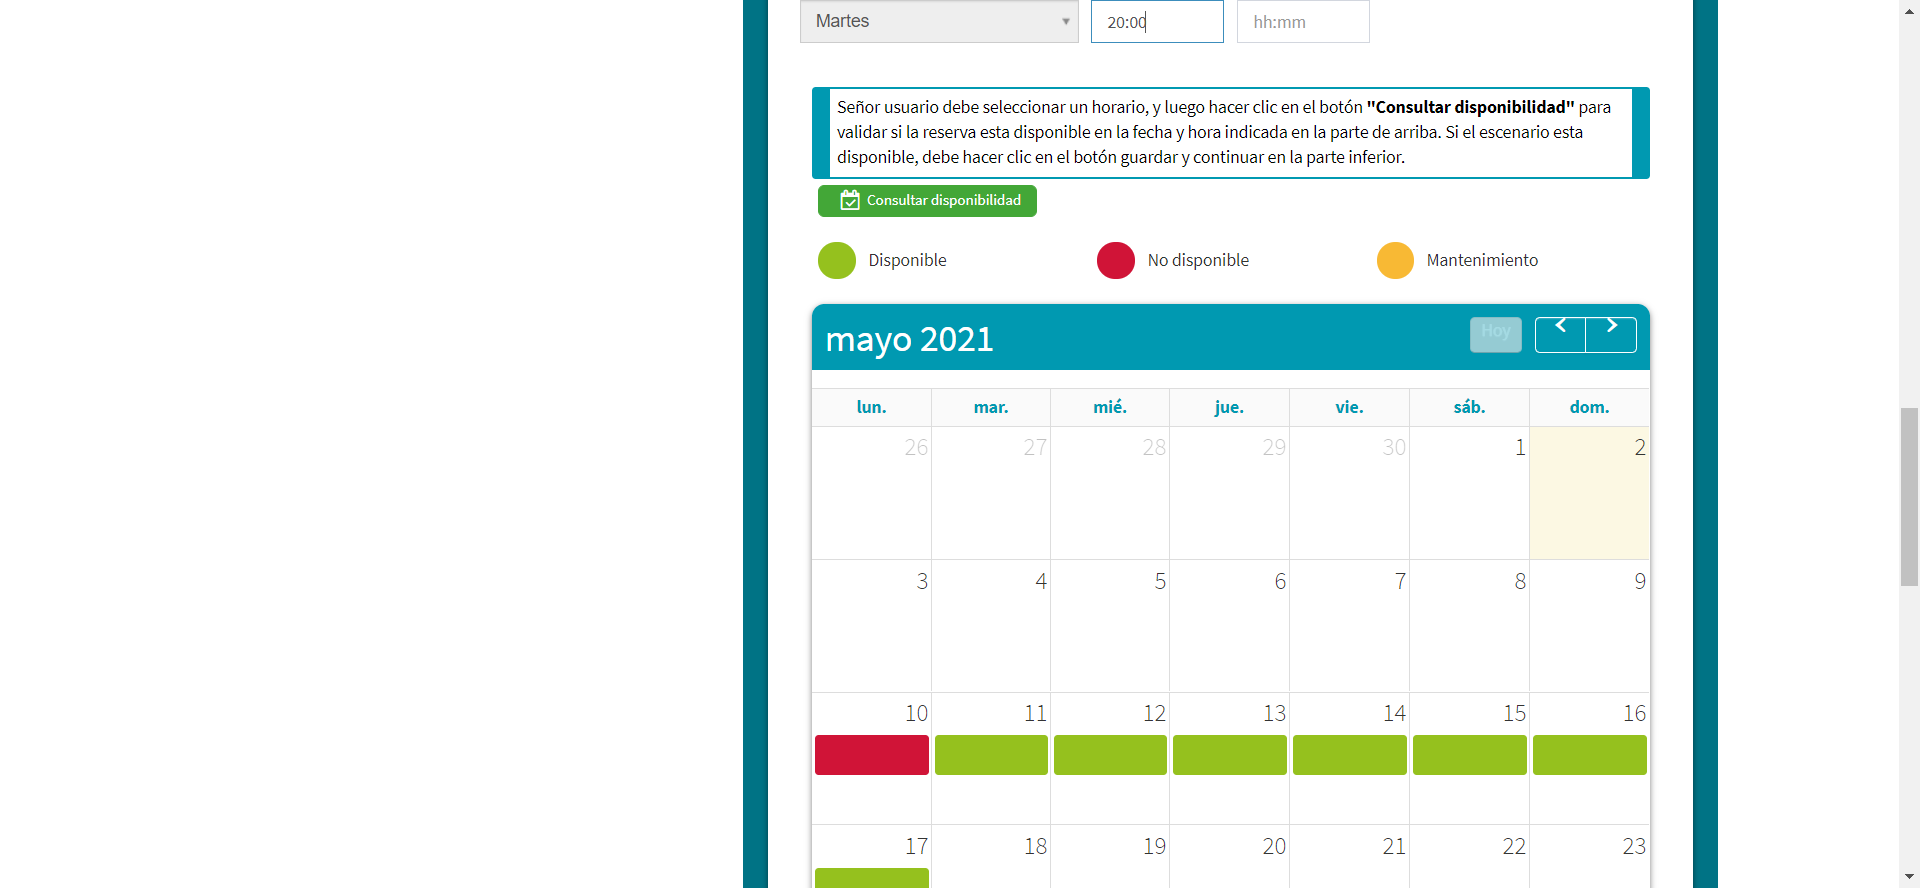 Martes 20:00 hh:mm
Señor usuario debe seleccionar un horario, y luego hacer clic en el botón "Consultar disponibilidad" para
validar si la reserva esta disponible en la fecha y hora indicada en la parte de arriba. Si el escenario esta
disponible, debe hacer clic en el botón guardar y continuar en la parte inferior.
Consultar disponibilidad
Disponible No disponible Mantenimiento
mayo 2021 Hoy
lun. mar. mié. jue. vie. sáb. dom.
26 27 28 29 30 1 2
3 4 5 6 7 8 9
10 11 12 13 14 15 16
17 18 19 20 21 22 23